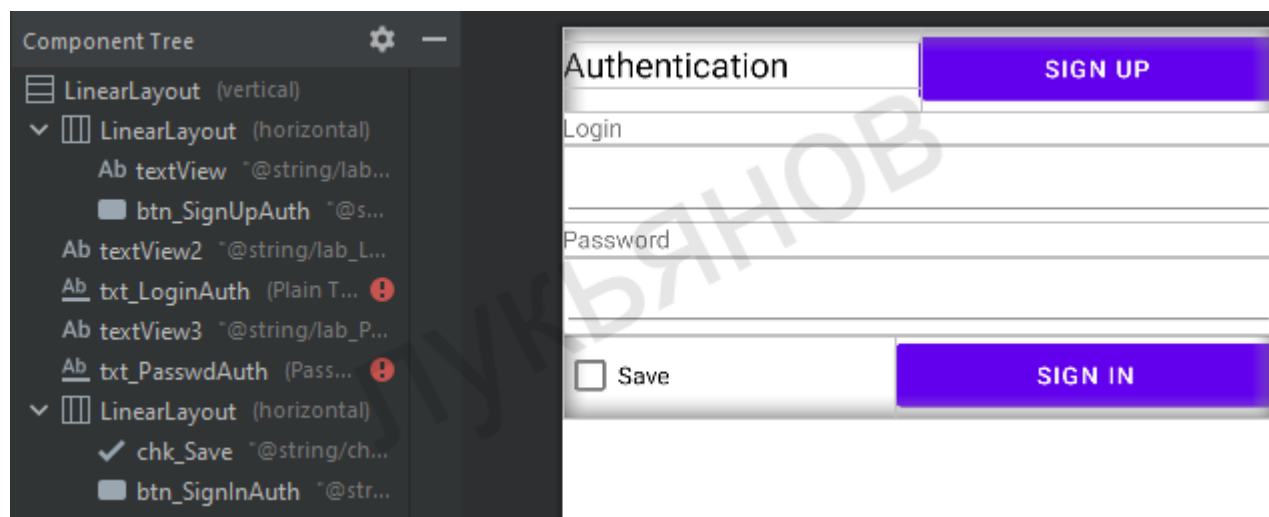 Component Tree
LinearLayout (vertical)
LinearLayout (horizontal)
Ab textView "@string/lab...
btn_SignUpAuth "@s...
Ab textView2 "@string/lab_L...
Ab txt_LoginAuth (Plain T...
Ab textView3 "@string/lab_P...
Ab txt_PasswdAuth (Pass...
LinearLayout (horizontal)
chk_Save "@string/ch...
btn_SignInAuth "@str...
Authentication SIGN UP
Login
Password
Save SIGN IN
ЛУКЬЯНОВ